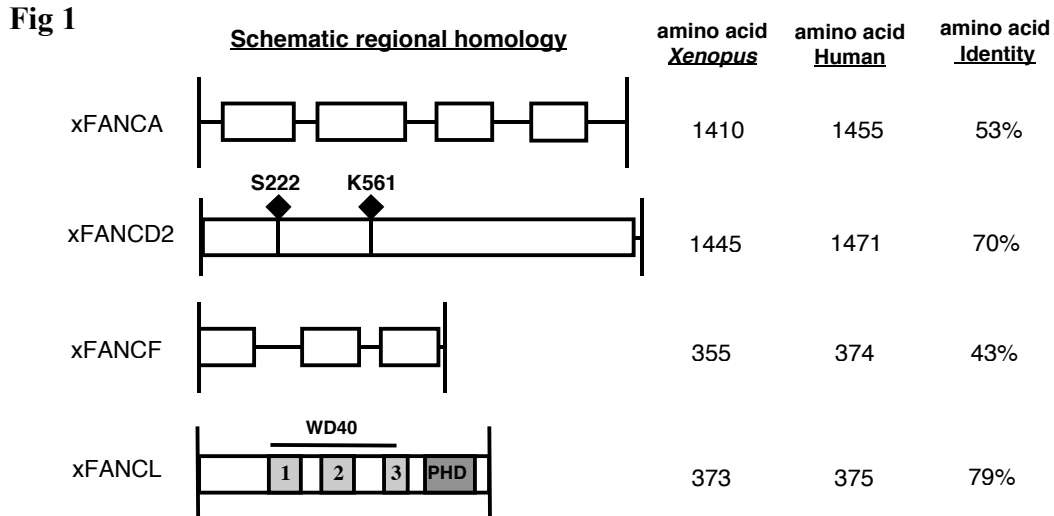 Fig 1
Schematic regional homology
amino acid Xenopus
amino acid Human
amino acid Identity
xFANCA 1410 1455 53%
S222 K561
xFANCD2 1445 1471 70%
xFANCF 355 374 43%
WD40
xFANCL 1 2 3 PHD 373 375 79%